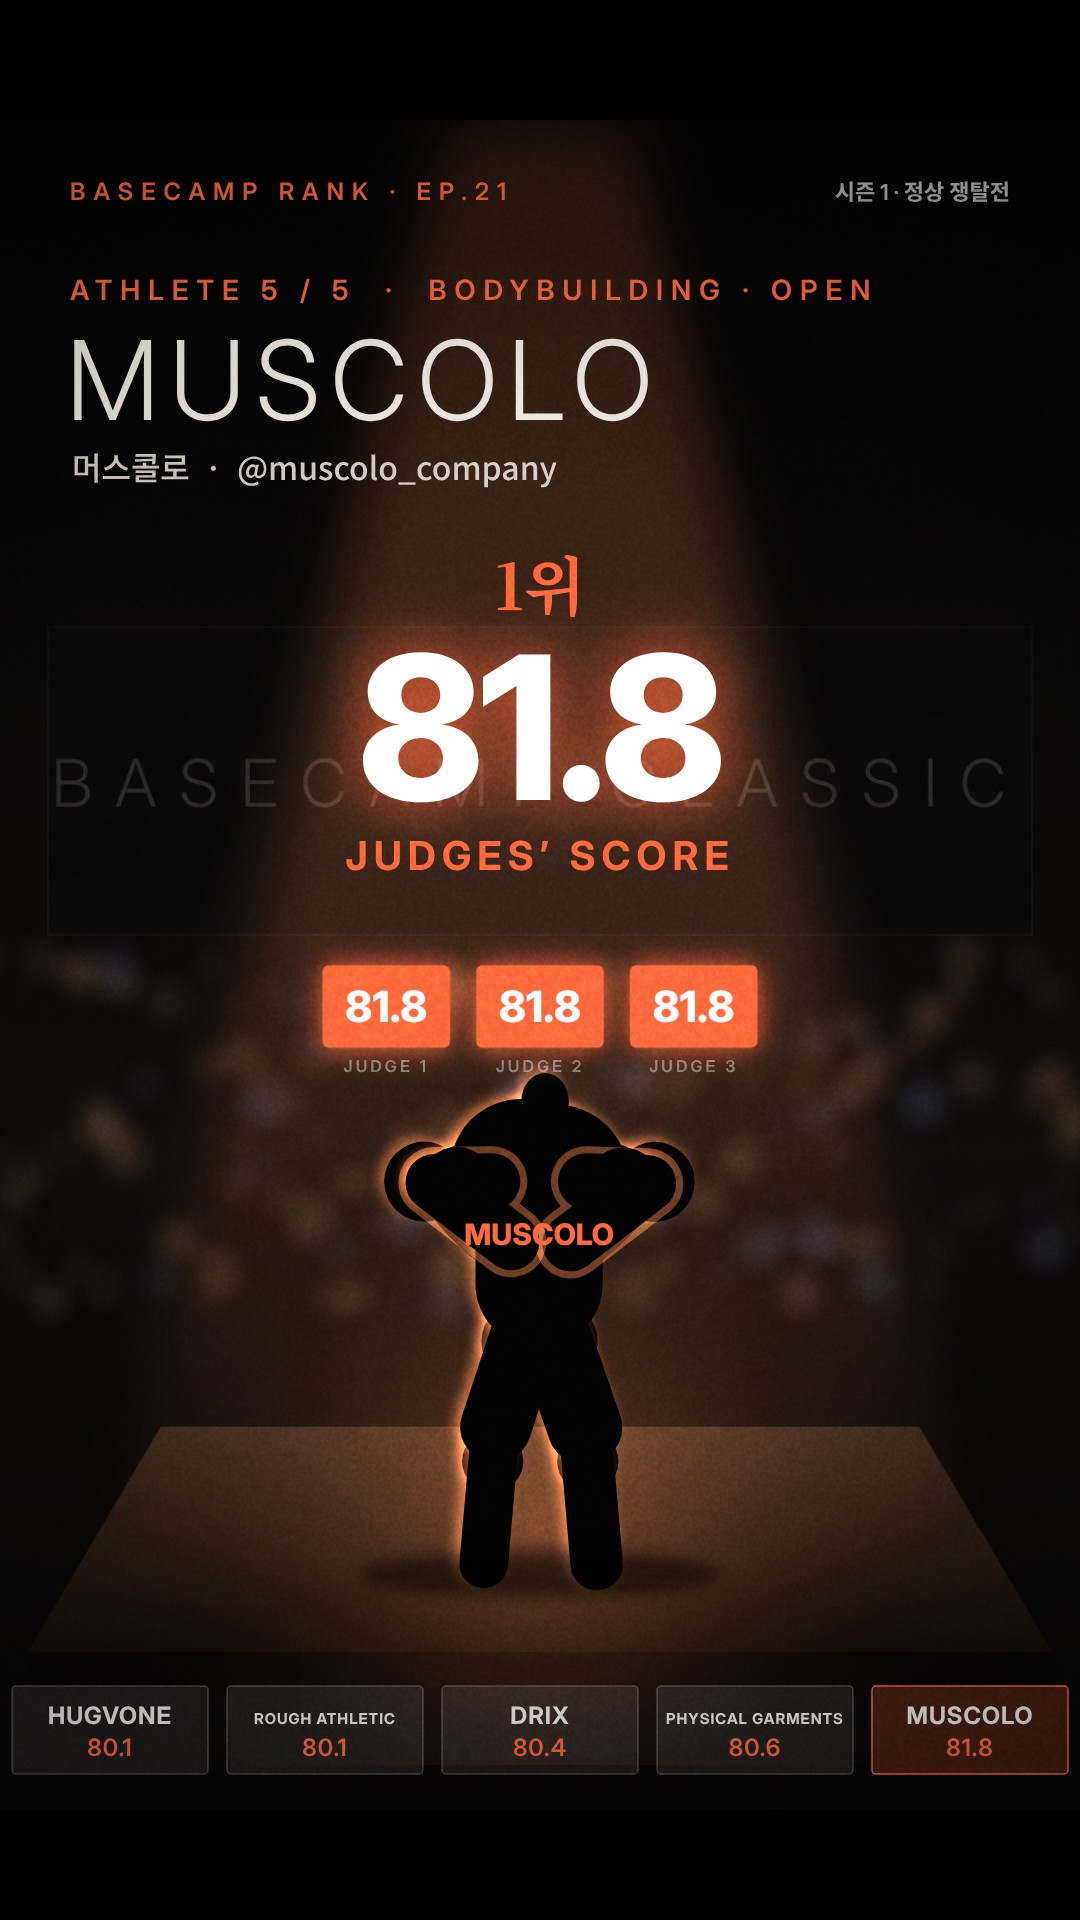 BASECAMP RANK · EP.21
시즌 1 · 정상 쟁탈전
ATHLETE 5 / 5 · BODYBUILDING · OPEN
MUSCOLO
머스콜로 · @muscolo_company
1위
81.8
BASECAMP CLASSIC
JUDGES’ SCORE
81.8 81.8 81.8
JUDGE 1 JUDGE 2 JUDGE 3
MUSCOLO
HUGVONE ROUGH ATHLETIC DRIX PHYSICAL GARMENTS MUSCOLO
80.1 80.1 80.4 80.6 81.8